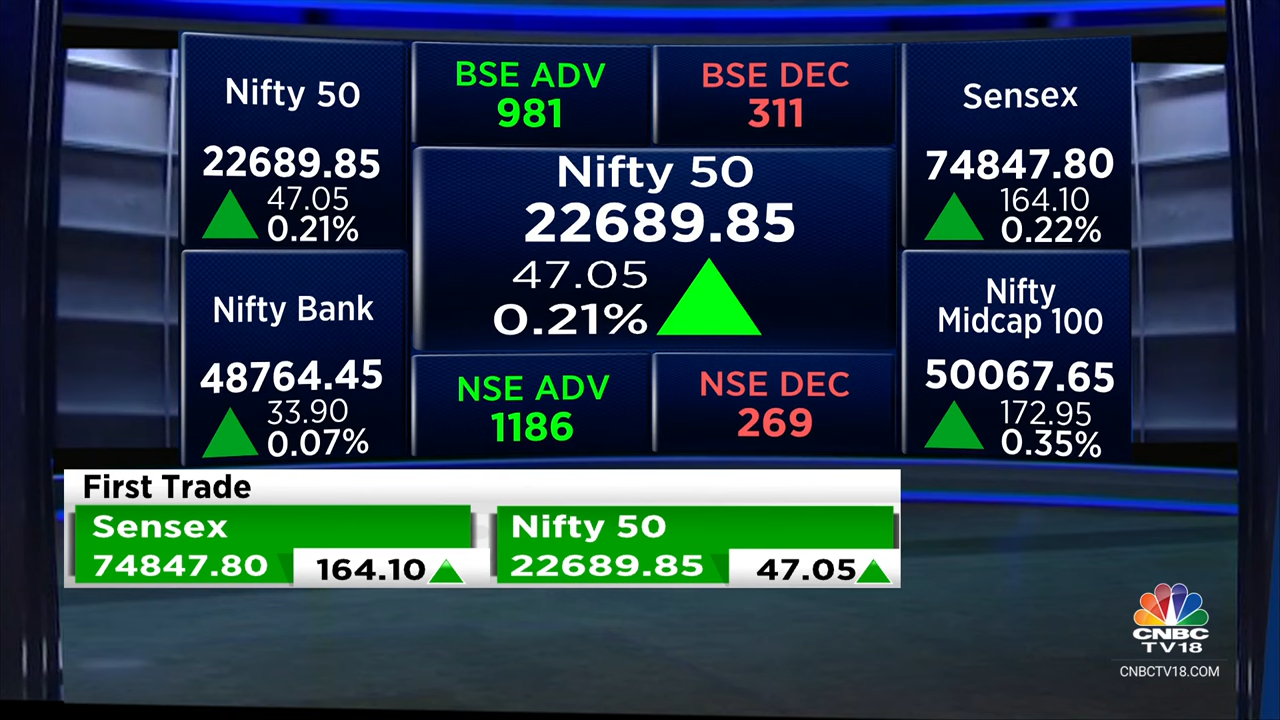 Nifty 50
22689.85
47.05
0.21%
BSE ADV
981
BSE DEC
311
Sensex
74847.80
164.10
0.22%
Nifty 50
22689.85
47.05
0.21%
Nifty Bank
48764.45
33.90
0.07%
NSE ADV
1186
NSE DEC
269
Nifty
Midcap 100
50067.65
172.95
0.35%
First Trade
Sensex
74847.80
164.10
Nifty 50
22689.85
47.05
CNBC
TV18
CNBCTV18.COM